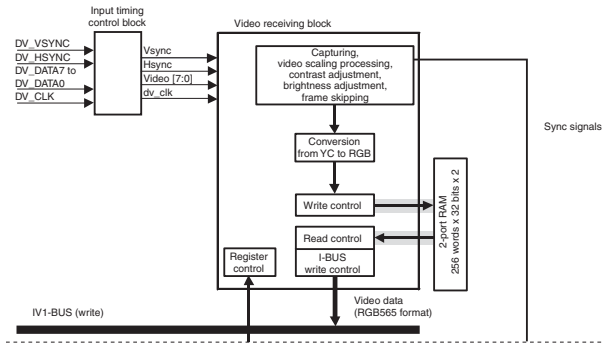 Input timing
control block
Video receiving block
DV_VSYNC
DV_HSYNC
DV_DATA7 to
DV_DATA0
DV_CLK
Vsync
Hsync
Video [7:0]
dv_clk
Capturing,
video scaling processing,
contrast adjustment,
brightness adjustment,
frame skipping
Sync signals
Conversion
from YC to RGB
Write control
Read control
I-BUS
write control
2-port RAM
256 words x 32 bits x 2
Register
control
Video data
(RGB565 format)
IV1-BUS (write)